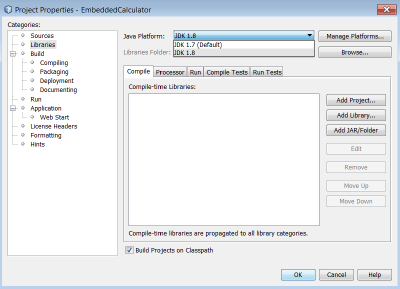 Project Properties - EmbeddedCalculator
Categories:
Sources
Libraries
Build
Compiling
Packaging
Deployment
Documenting
Run
Application
Web Start
License Headers
Formatting
Hints
Java Platform: JDK 1.8 Manage Platforms...
JDK 1.7 (Default)
JDK 1.8
Libraries Folder: Browse...
Compile Processor Run Compile Tests Run Tests
Compile-time Libraries:
Add Project...
Add Library...
Add JAR/Folder
Edit
Remove
Move Up
Move Down
Compile-time libraries are propagated to all library categories.
Build Projects on Classpath
OK Cancel Help